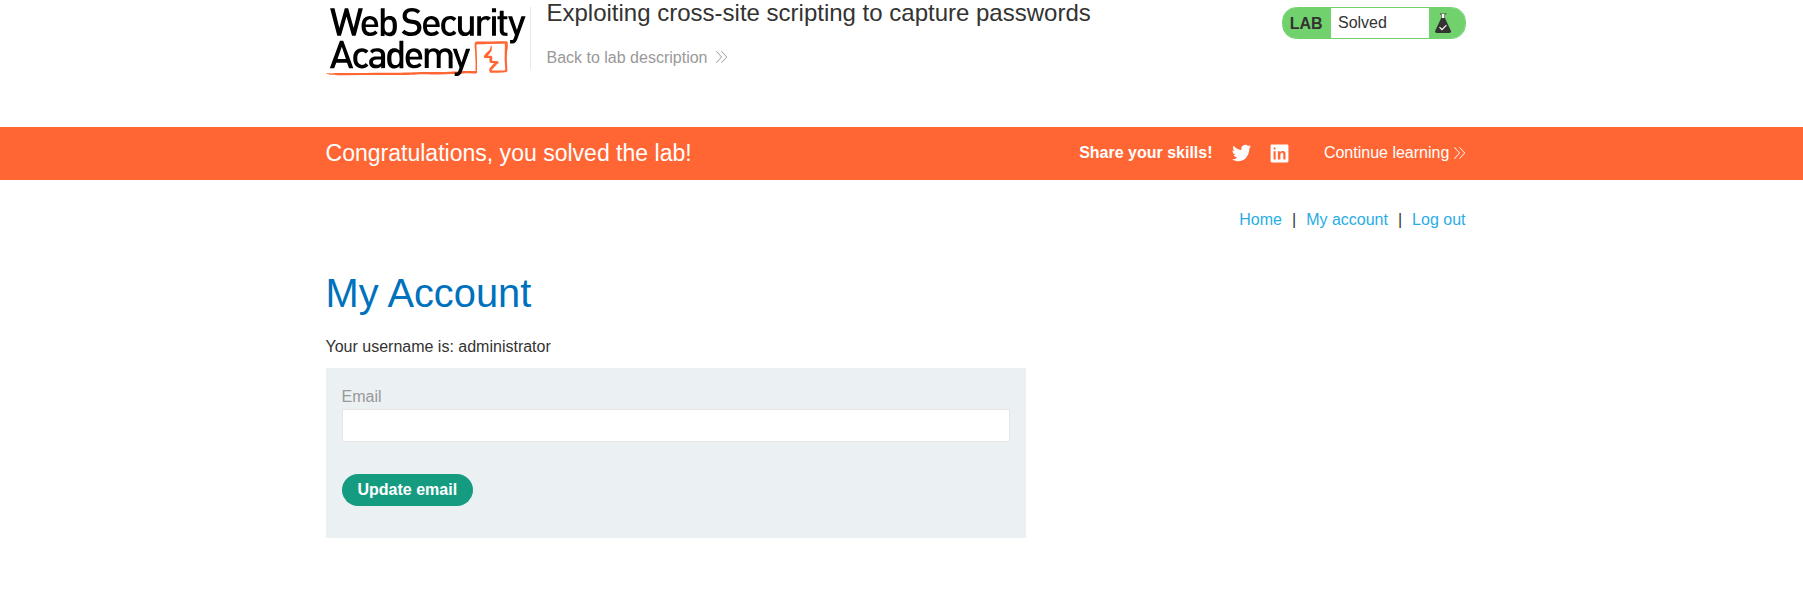 WebSecurity
Academy
Exploiting cross-site scripting to capture passwords
Back to lab description
LAB Solved
Congratulations, you solved the lab!
Share your skills!
Continue learning
Home | My account | Log out
My Account
Your username is: administrator
Email
Update email